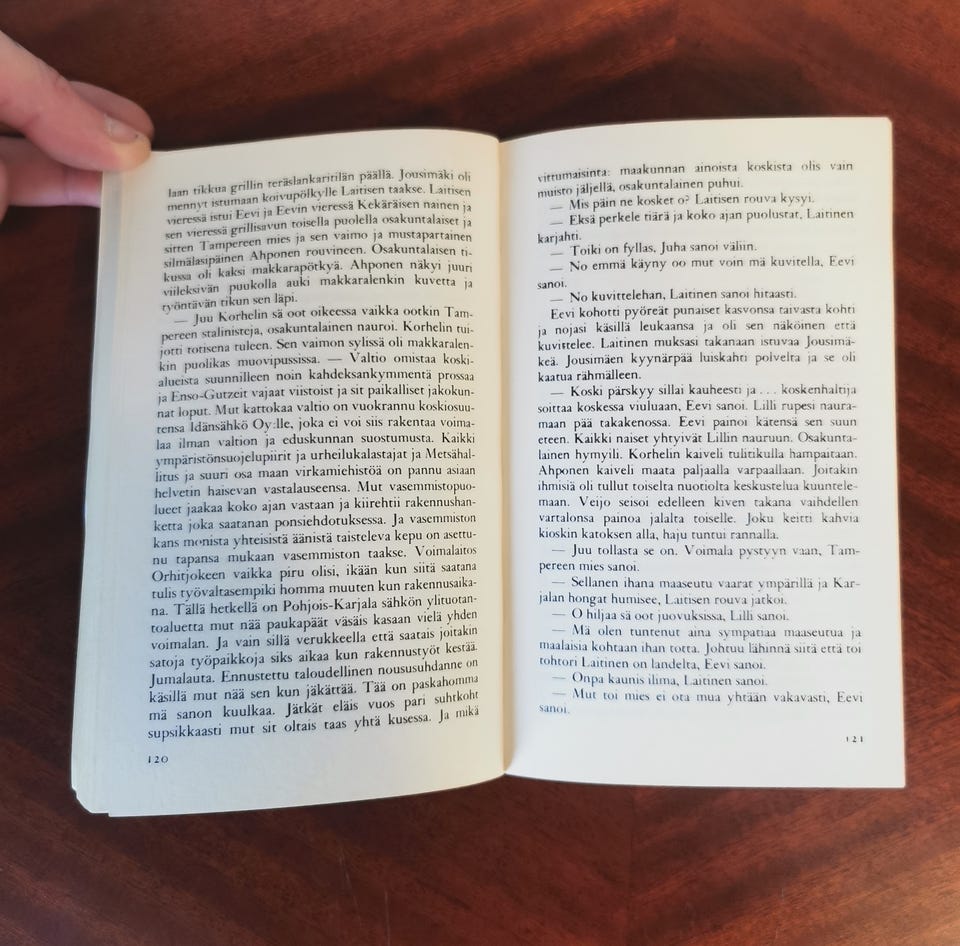 laan tikkua grillin teräslankaritilän päällä. Jousimäki oli
mennyt istumaan koivupölkylle Laitisen taakse. Laitisen
vieressä istui Eevi ja Eevin vieressä Kekäräisen nainen ja
sen vieressä grillisavun toisella puolella osakuntalaiset ja
sitten Tampereen mies ja sen vaimo ja mustapartainen
silmälasipäinen Ahponen rouvineen. Osakuntalaisen ti-
kussa oli kaksi makkarapötkyä. Ahponen näkyi juuri
viileksivän puukolla auki makkaralenkin kuvetta ja
työntävän tikun sen läpi.
— Juu Korhelin sä oot oikeessa vaikka ootkin Tam-
pereen stalinisteja, osakuntalainen nauroi. Korhelin tui-
jotti totisena tuleen. Sen vaimon sylissä oli makkaralen-
kin puolikas muovipussissa. — Valtio omistaa koski-
alueista suunnilleen noin kahdeksankymmentä prossaa
ja Enso-Gutzeit vajaat viistoist ja sit paikalliset jakokun-
nat loput. Mut kattokaa valtio on vuokrannu koskiosuu-
tensa Idänsähkö Oy:lle, joka ei voi siis rakentaa voima-
laa ilman valtion ja eduskunnan suostumusta. Kaikki
ympäristönsuojelupiirit ja urheilukalastajat ja Metsähal-
litus ja suuri osa maan virkamiehistöä on pannu asiaan
helvetin haisevan vastalauseensa. Mut vasemmistopuo-
lueet jaakaa koko ajan vastaan ja kiirehtii rakennushan-
ketta joka saatanan ponsiehdotuksessa. Ja vasemmiston
kans monista yhteisistä äänistä taisteleva kepu on asettu-
nu tapansa mukaan vasemmiston taakse. Voimalaitos
Orhitjokeen vaikka piru olisi, ikään kun siitä saatana
tulis työvaltasempiki homma muuten kun rakennusaika-
na. Tällä hetkellä on Pohjois-Karjala sähkön ylituotan-
toaluetta mut nää paukapäät väsäis kasaan vielä yhden
voimalan. Ja vain sillä verukkeella että saatais joitakin
satoja työpaikkoja siks aikaa kun rakennustyöt kestää.
Jumalauta. Ennustettu taloudellinen noususuhdanne on
käsillä mut nää sen kun jäkättää. Tää on paskahomma
mä sanon kuulkaa. Jätkät eläis vuos pari suhtkoht
supsikkaasti mut sit oltais taas yhtä kusessa. Ja mikä
120
vittumaisinta: maakunnan ainoista koskista olis vain
muisto jäljellä, osakuntalainen puhui.
— Mis päin ne kosket o? Laitisen rouva kysyi.
— Eksä perkele tiärä ja koko ajan puolustat, Laitinen
karjahti.
— Toiki on fyllas, Juha sanoi väliin.
— No emmä käyny oo mut voin mä kuvitella, Eevi
sanoi.
— No kuvittelehan, Laitinen sanoi hitaasti.
Eevi kohotti pyöreät punaiset kasvonsa taivasta kohti
ja nojasi käsillä leukaansa ja oli sen näköinen että
kuvittelee. Laitinen muksasi takanaan istuvaa Jousimä-
keä. Jousimäen kyynärpää luiskahti polvelta ja se oli
kaatua rähmälleen.
— Koski pärskyy sillai kauheesti ja ... koskenhaltija
soittaa koskessa viuluaan, Eevi sanoi. Lilli rupesi naura-
maan pää takakenossa. Eevi painoi kätensä sen suun
eteen. Kaikki naiset yhtyivät Lillin nauruun. Osakunta-
lainen hymyili. Korhelin kaiveli tulitikulla hampaitaan.
Ahponen kaiveli maata paljaalla varpaallaan. Joitakin
ihmisiä oli tullut toiselta nuotiolta keskustelua kuuntele-
maan. Veijo seisoi edelleen kiven takana vaihdellen
vartalonsa painoa jalalta toiselle. Joku keitti kahvia
kioskin katoksen alla, haju tuntui rannalla.
— Juu tollasta se on. Voimala pystyyn vaan, Tam-
pereen mies sanoi.
— Sellanen ihana maaseutu vaarat ympärillä ja Kar-
jalan hongat humisee, Laitisen rouva jatkoi.
— O hiljaa sä oot juovuksissa, Lilli sanoi.
— Mä olen tuntenut aina sympatiaa maaseutua ja
maalaisia kohtaan ihan totta. Johtuu lähinnä siitä että toi
tohtori Laitinen on landelta, Eevi sanoi.
— Onpa kaunis ilima, Laitinen sanoi.
— Mut toi mies ei ota mua yhtään vakavasti, Eevi
sanoi.
121